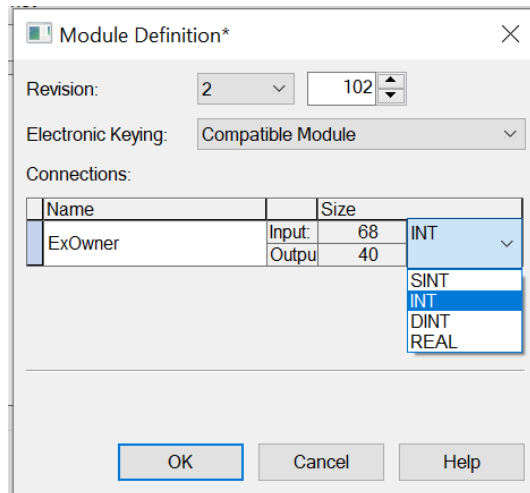 Module Definition*
Revision: 2 102
Electronic Keying: Compatible Module
Connections:
Name Size
ExOwner Input: 68 INT
Outpu 40
SINT
INT
DINT
REAL
OK Cancel Help